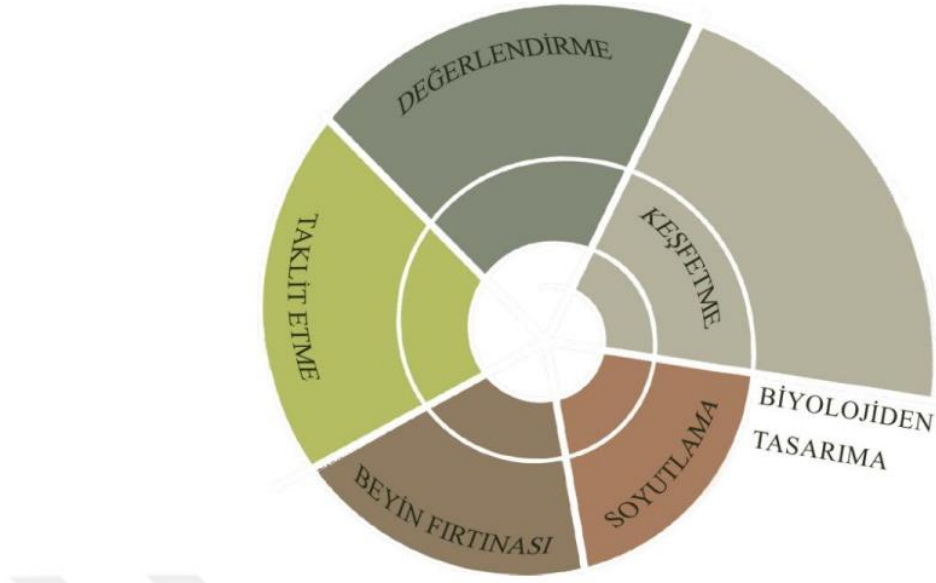 DEĞERLENDİRME
KEŞFETME
TAKLİT ETME
BİYOLOJİDEN
TASARIMA
SOYUTLAMA
BEYİN FIRTINASI